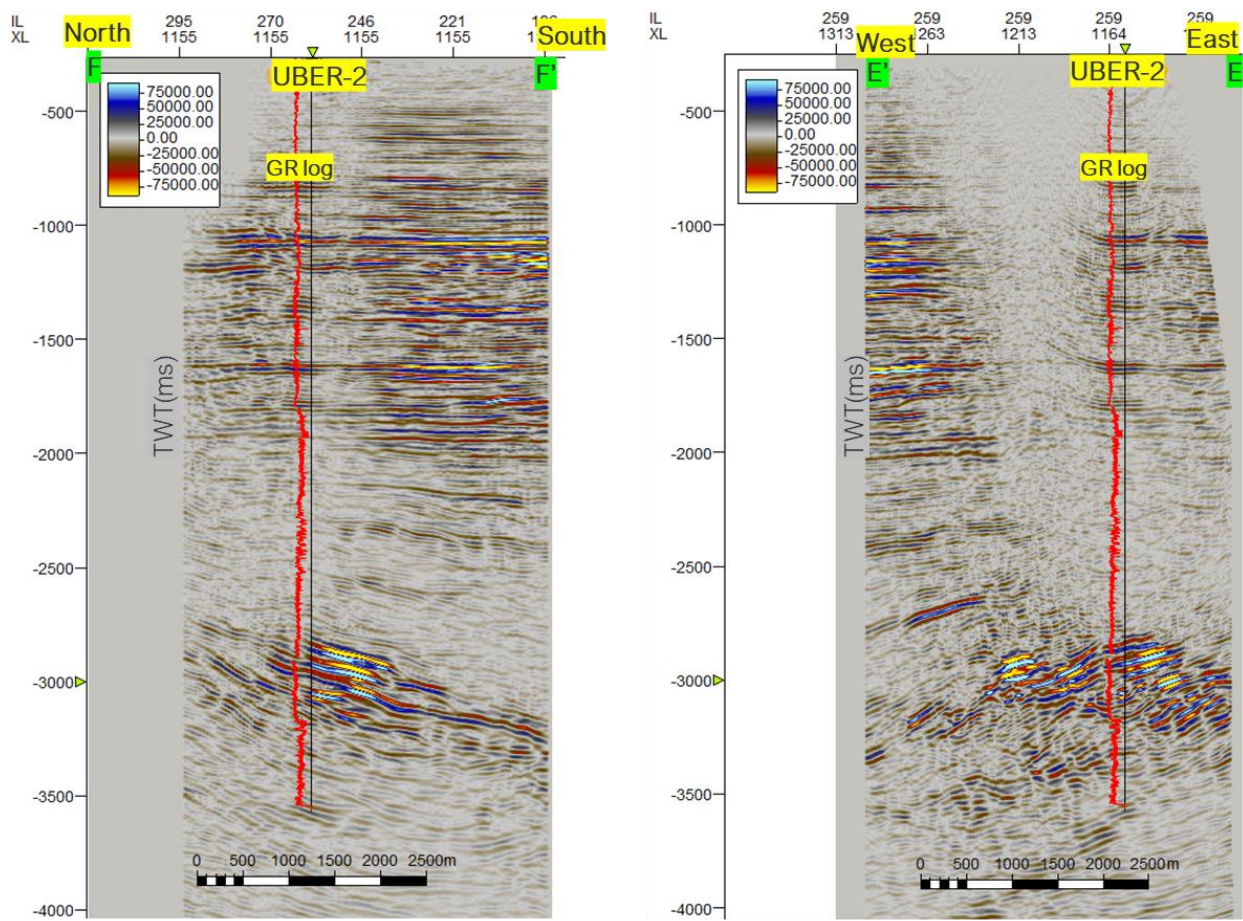 IL 295 270 246 221
XL 1155 1155 1155 1155
North
South
F
F'
UBER-2
75000.00
50000.00
25000.00
0.00
-25000.00
-50000.00
-75000.00
GR log
-500
-1000
-1500
-2000
-2500
-3000
-3500
-4000
TWT(ms)
0 500 1000 1500 2000 2500m
IL 259 259 259 259 259
XL 1313 263 1213 1164
West
East
E'
E
UBER-2
75000.00
50000.00
25000.00
0.00
-25000.00
-50000.00
-75000.00
GR log
-500
-1000
-1500
-2000
-2500
-3000
-3500
-4000
TWT(ms)
0 500 1000 1500 2000 2500m